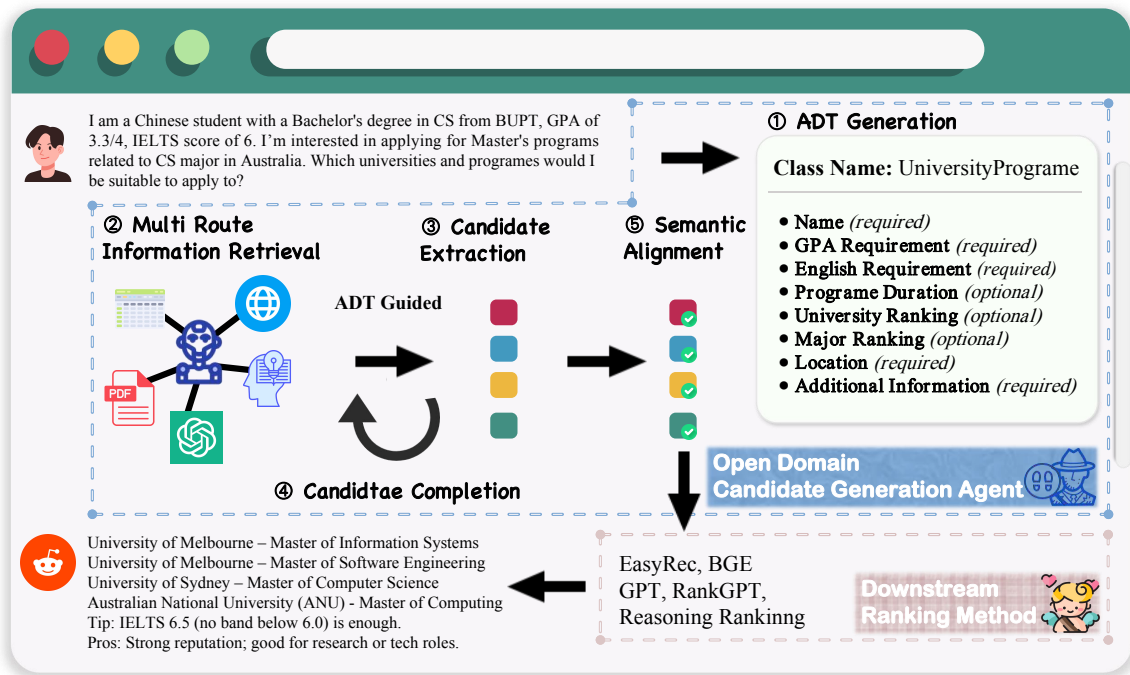 I am a Chinese student with a Bachelor's degree in CS from BUPT, GPA of
3.3/4, IELTS score of 6. I'm interested in applying for Master's programs
related to CS major in Australia. Which universities and programes would I
be suitable to apply to?
① ADT Generation
Class Name: UniversityPrograme
• Name (required)
• GPA Requirement (required)
• English Requirement (required)
• Programe Duration (optional)
• University Ranking (optional)
• Major Ranking (optional)
• Location (required)
• Additional Information (required)
② Multi Route
Information Retrieval
PDF
ADT Guided
③ Candidate
Extraction
④ Candidtae Completion
⑤ Semantic
Alignment
Open Domain
Candidate Generation Agent
EasyRec, BGE
GPT, RankGPT,
Reasoning Rankinng
Downstream
Ranking Method
University of Melbourne – Master of Information Systems
University of Melbourne – Master of Software Engineering
University of Sydney – Master of Computer Science
Australian National University (ANU) - Master of Computing
Tip: IELTS 6.5 (no band below 6.0) is enough.
Pros: Strong reputation; good for research or tech roles.